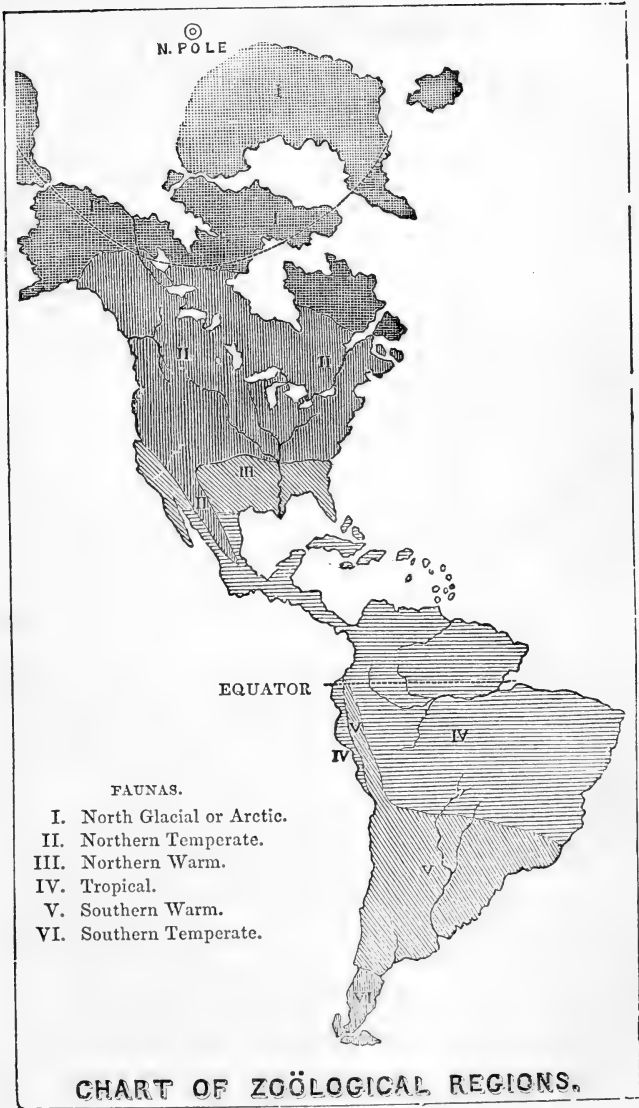 N. POLE
I
I
I
II
II
III
II
EQUATOR
V
IV
IV
V
VI
FAUNAS.
I. North Glacial or Arctic.
II. Northern Temperate.
III. Northern Warm.
IV. Tropical.
V. Southern Warm.
VI. Southern Temperate.
CHART OF ZOÖLOGICAL REGIONS.